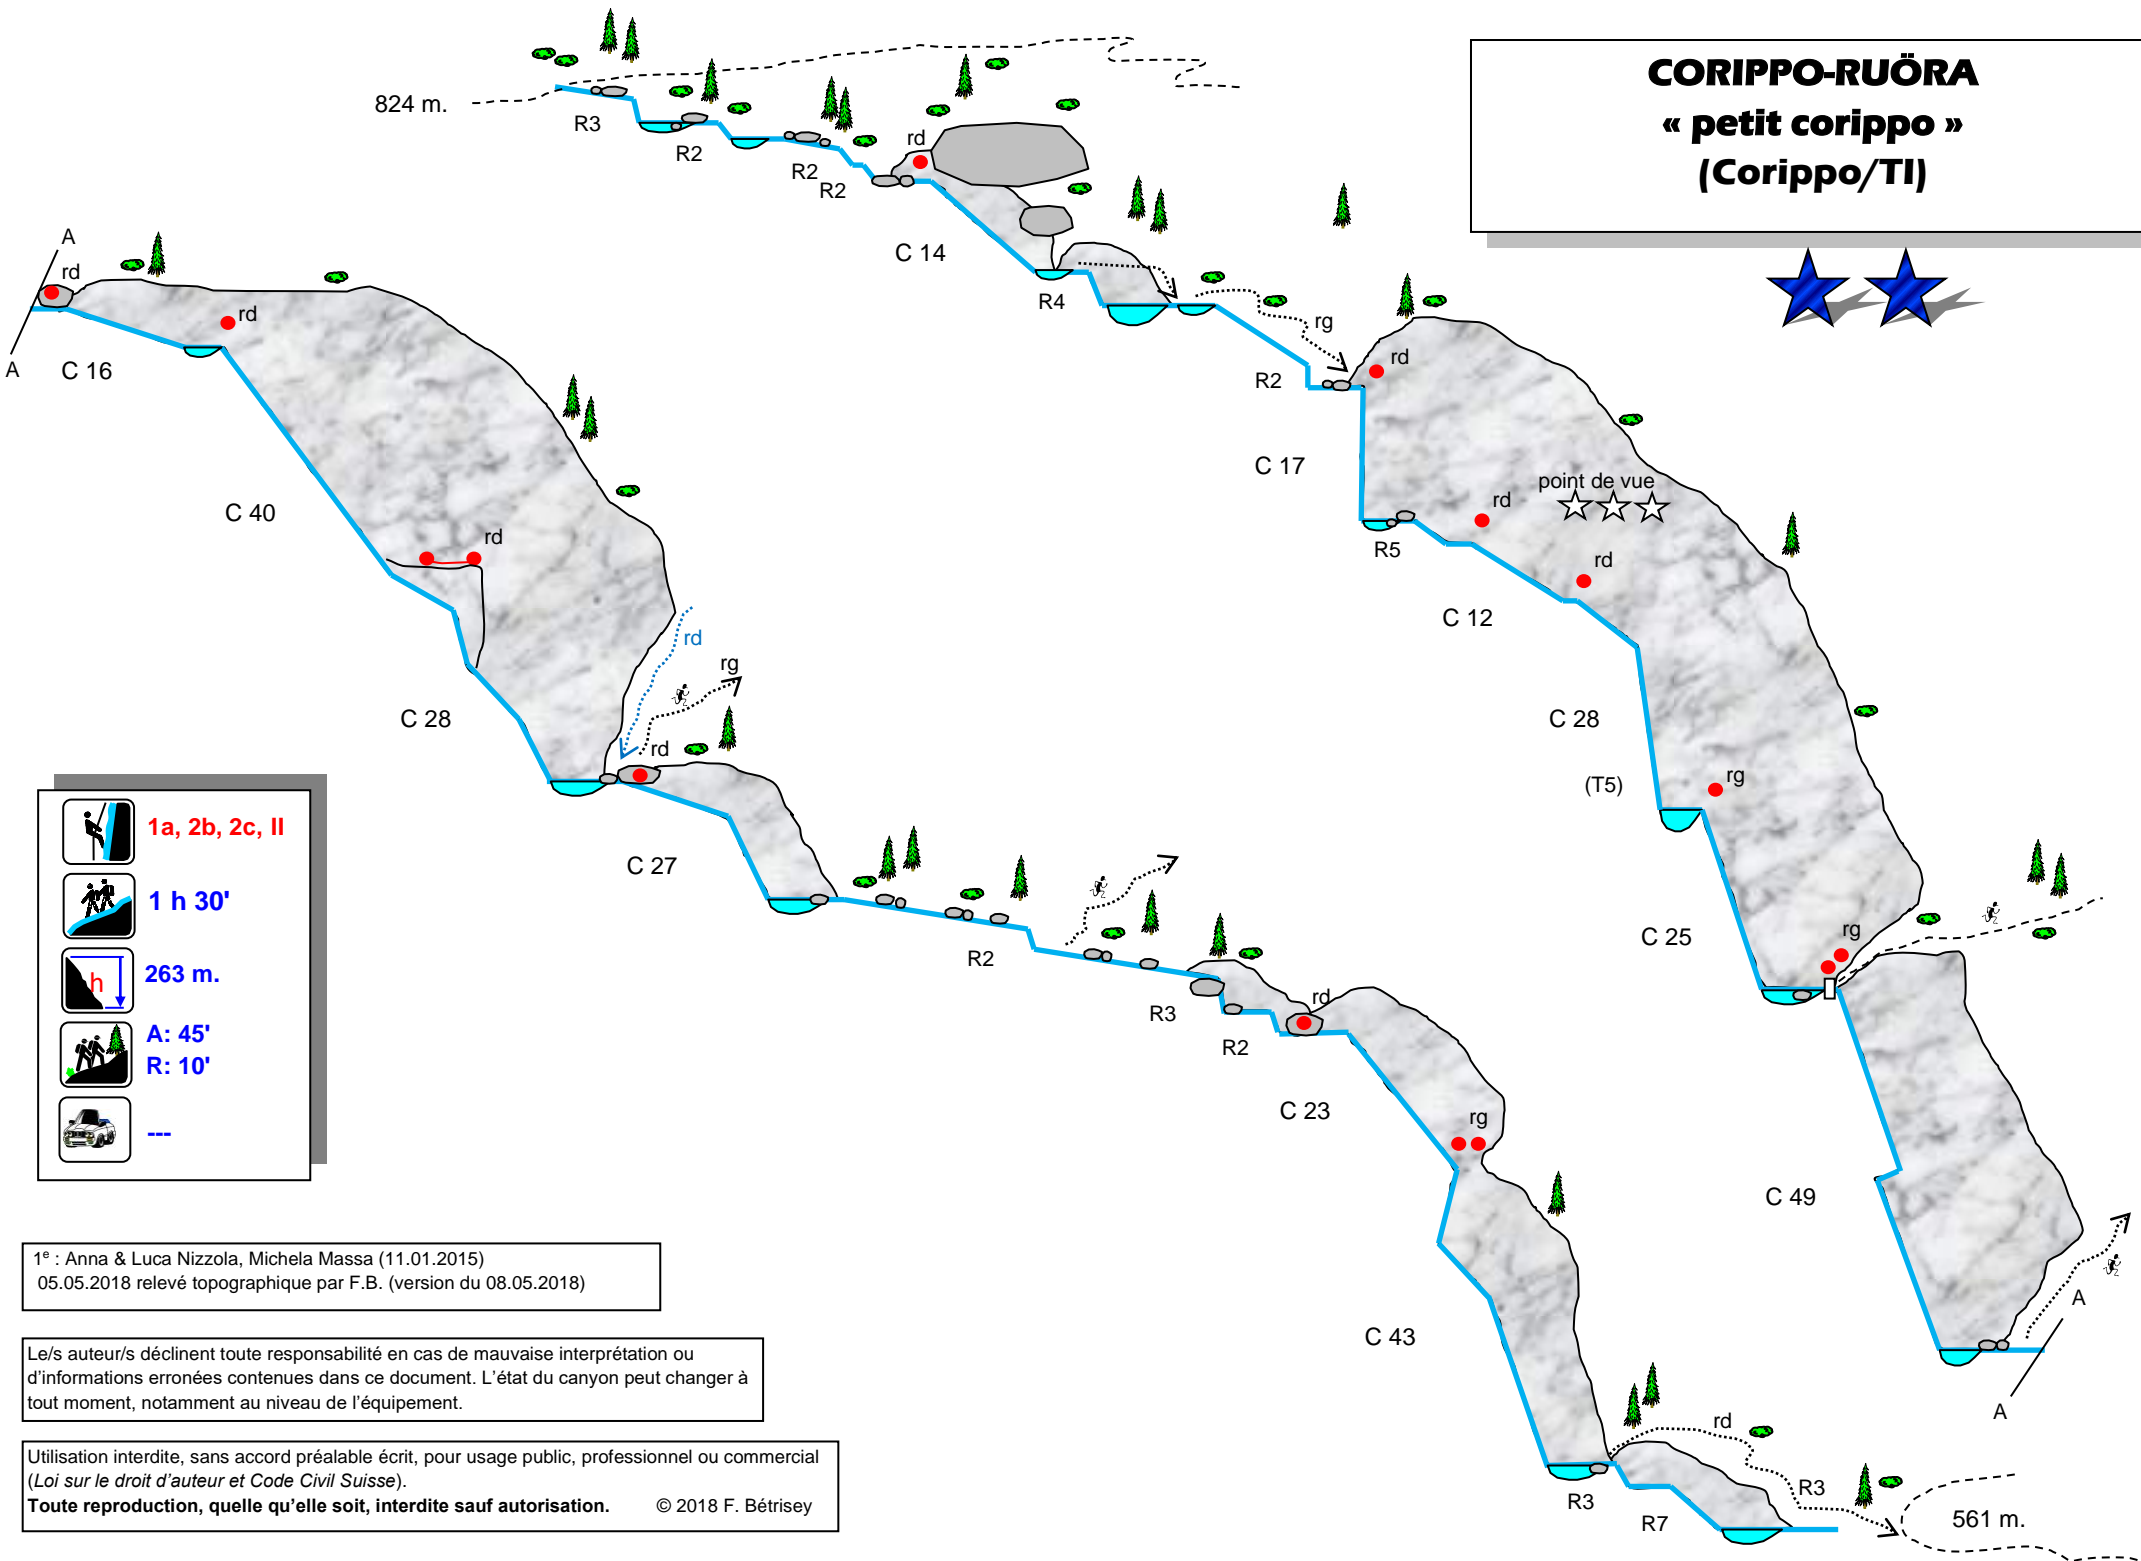 CORIPPO-RUÖRA
« petit corippo »
(Corippo/TI)
824 m.
R3
R2
R2
R2
rd
C 14
R4
rg
R2
rd
C 17
R5
rd
point de vue
rd
C 12
C 28
(T5)
rg
C 25
rg
C 49
A
A
A
rd
A
C 16
rd
C 40
rd
C 28
rd
rg
rd
C 27
R2
R3
R2
rd
C 23
rg
C 43
R3
R7
rd
R3
561 m.
h
1a, 2b, 2c, II
1 h 30'
263 m.
A: 45'
R: 10'
---
1e : Anna & Luca Nizzola, Michela Massa (11.01.2015)
05.05.2018 relevé topographique par F.B. (version du 08.05.2018)
Le/s auteur/s déclinent toute responsabilité en cas de mauvaise interprétation ou
d'informations erronées contenues dans ce document. L'état du canyon peut changer à
tout moment, notamment au niveau de l'équipement.
Utilisation interdite, sans accord préalable écrit, pour usage public, professionnel ou commercial
(Loi sur le droit d'auteur et Code Civil Suisse).
Toute reproduction, quelle qu'elle soit, interdite sauf autorisation. © 2018 F. Bétrisey